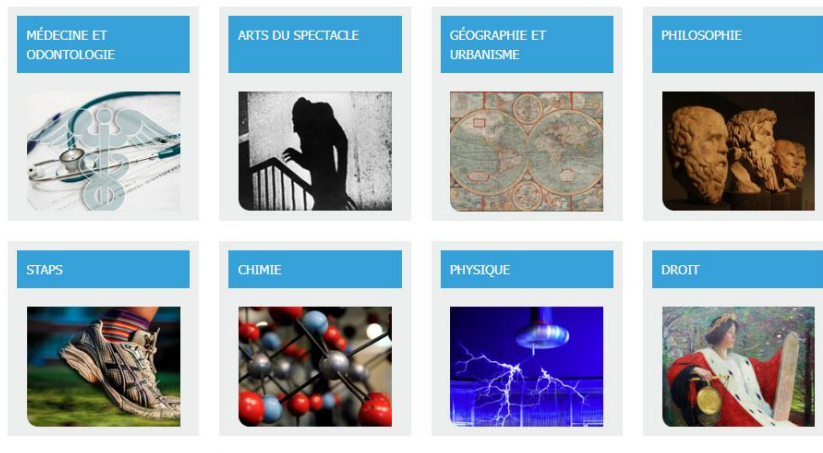 MÉDECINE ET
ODONTOLOGIE
ARTS DU SPECTACLE
GÉOGRAPHIE ET
URBANISME
PHILOSOPHIE
STAPS
CHIMIE
PHYSIQUE
DROIT